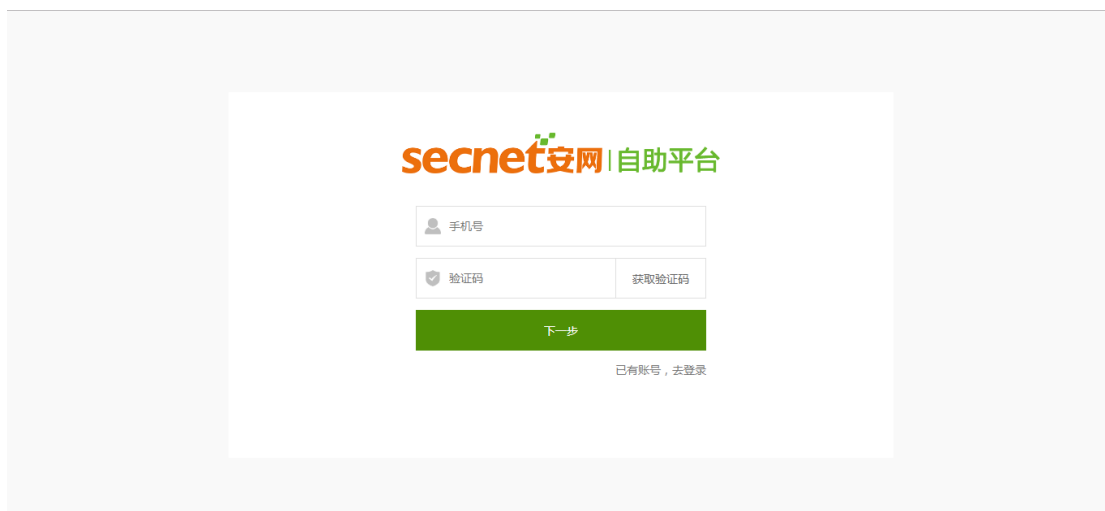 secnet安网|自助平台
手机号
验证码 获取验证码
下一步
已有账号，去登录